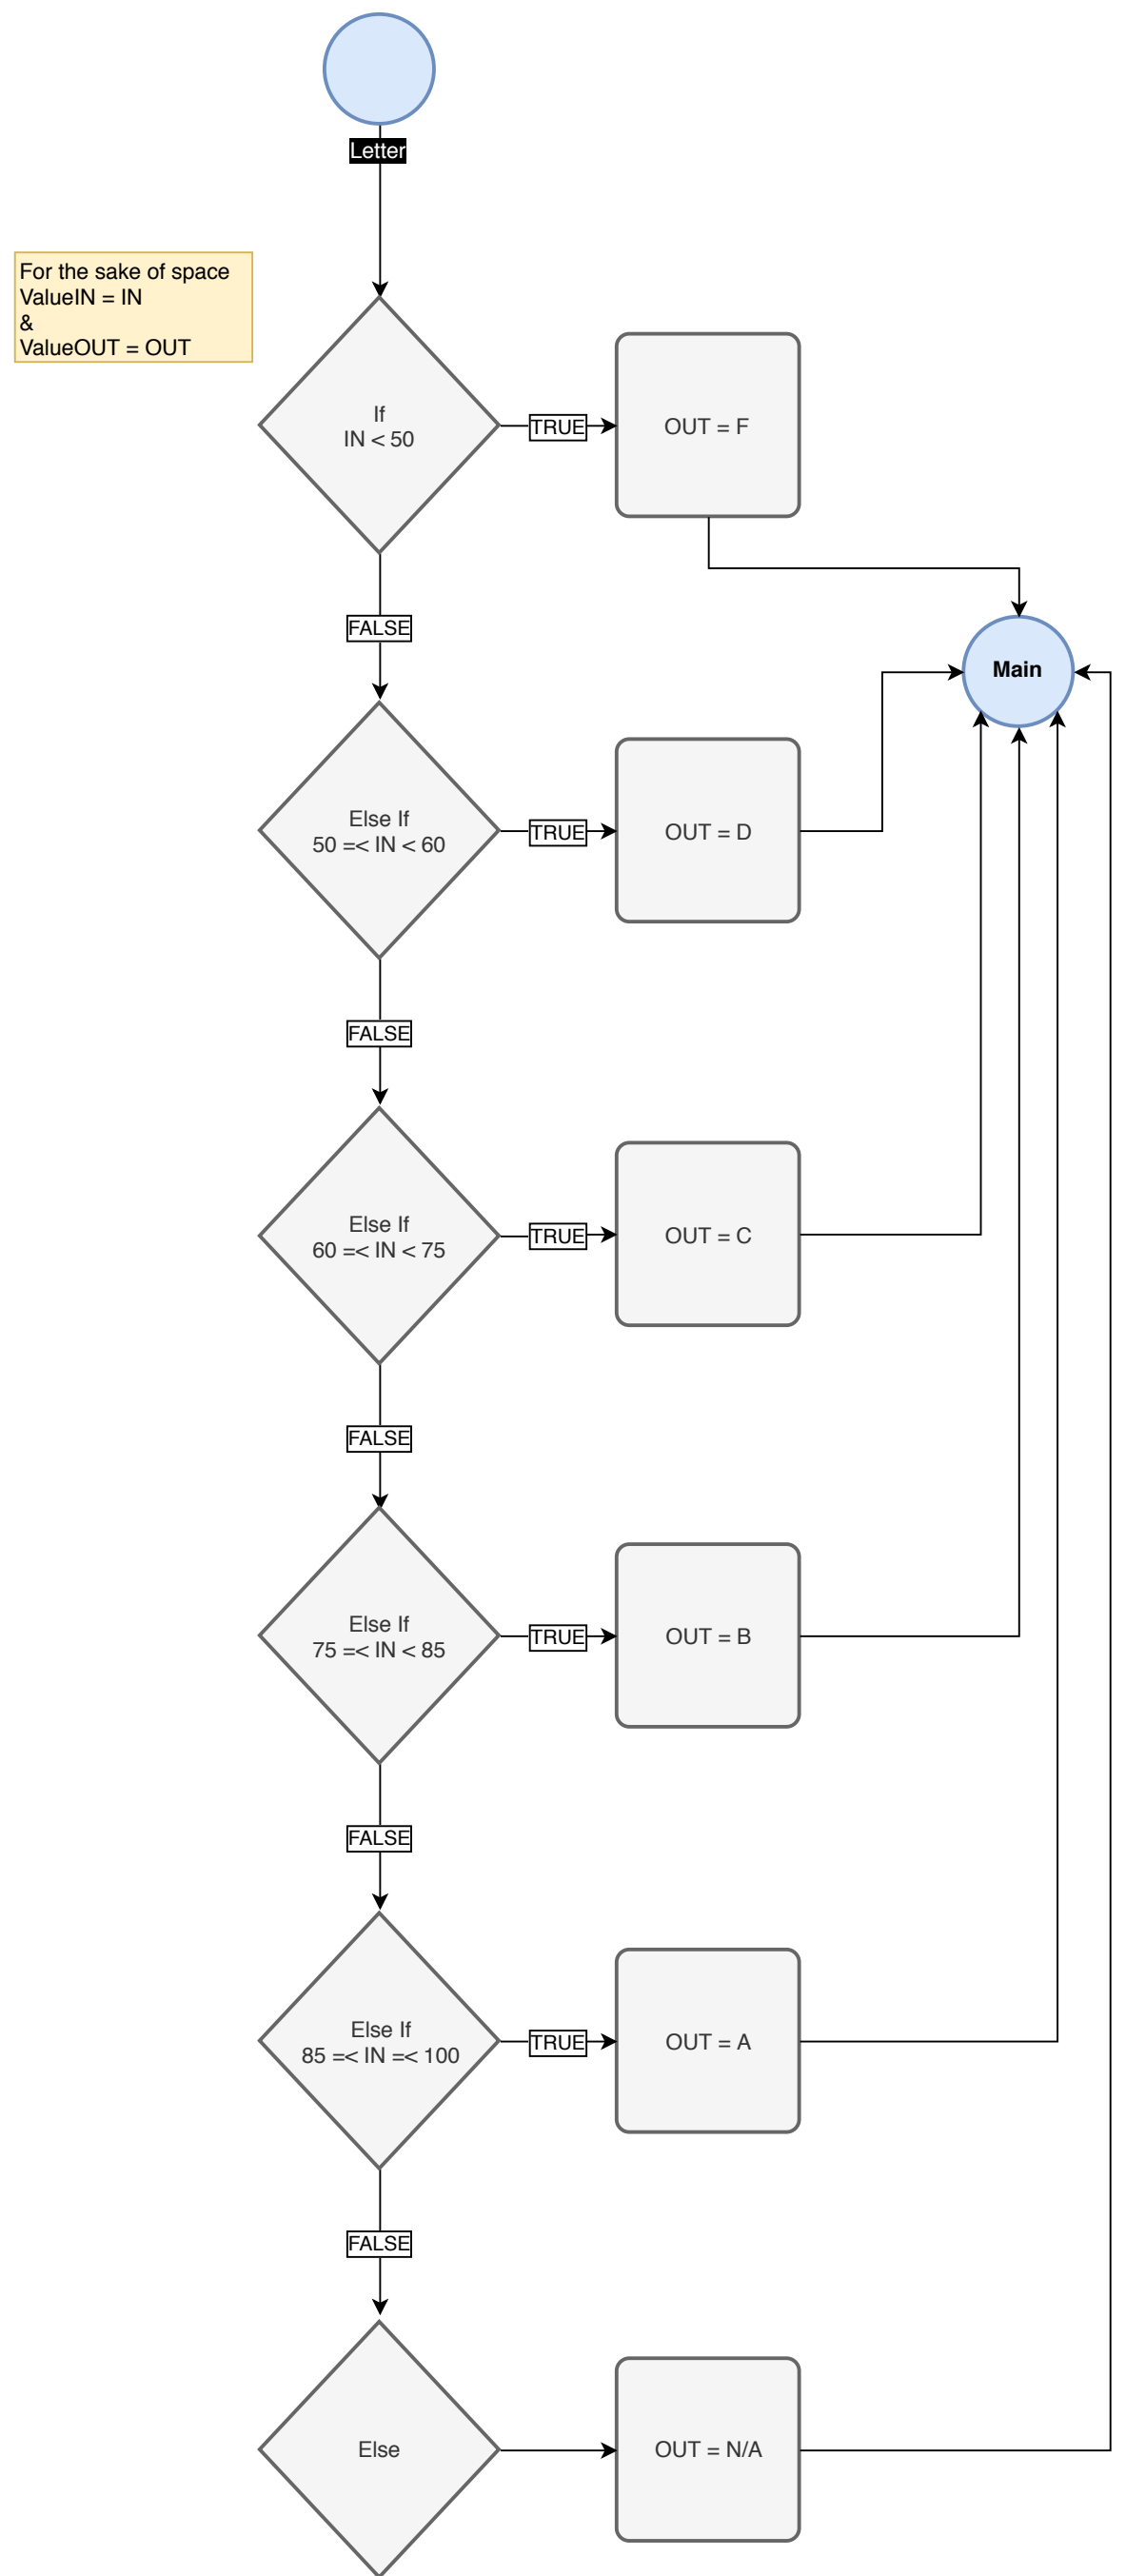 Letter
For the sake of space
ValueIN = IN
&
ValueOUT = OUT
If
IN < 50
TRUE
OUT = F
FALSE
Main
Else If
50 =< IN < 60
TRUE
OUT = D
FALSE
Else If
60 =< IN < 75
TRUE
OUT = C
FALSE
Else If
75 =< IN < 85
TRUE
OUT = B
FALSE
Else If
85 =< IN =< 100
TRUE
OUT = A
FALSE
Else
OUT = N/A